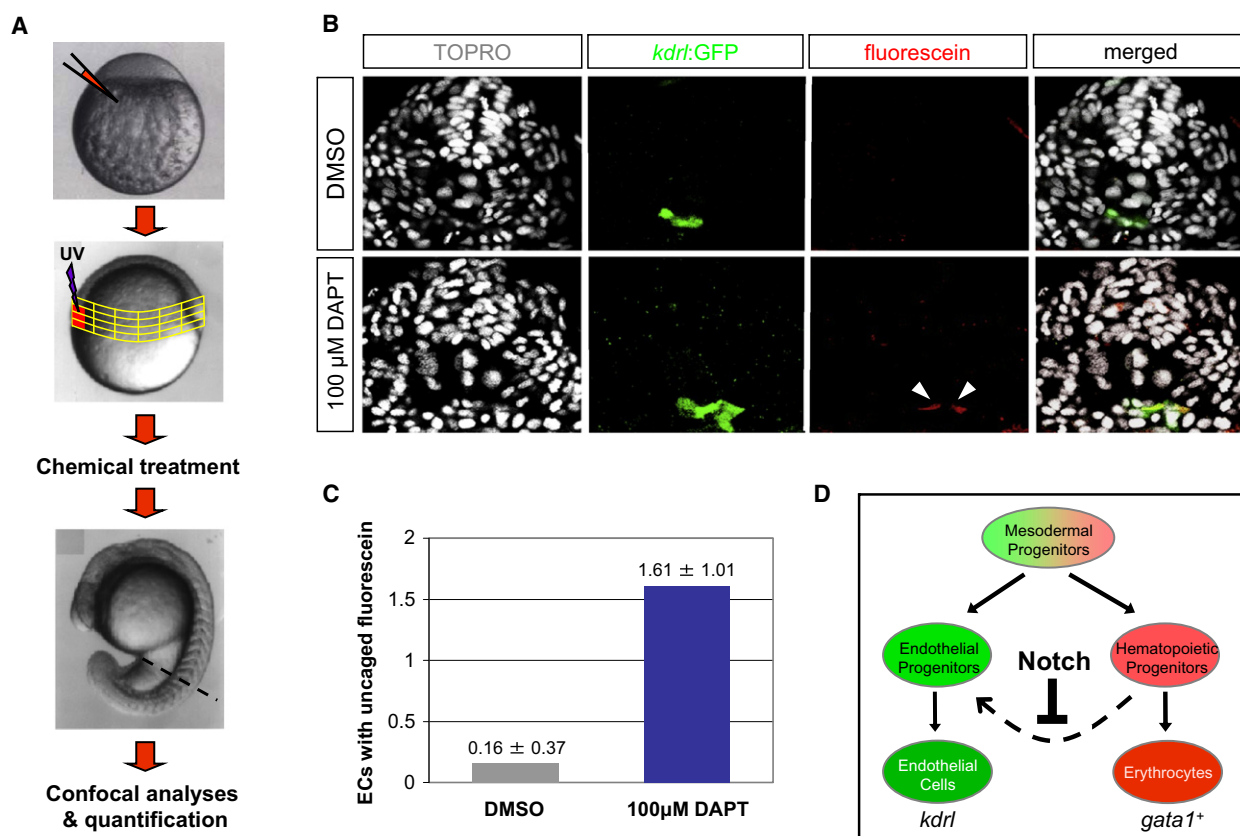 A
UV
Chemical treatment
Confocal analyses
& quantification
B
TOPRO
kdrl:GFP
fluorescein
merged
DMSO
100 µM DAPT
C
ECs with uncaged fluorescein
2
1.5
1
0.5
0
0.16 ± 0.37
1.61 ± 1.01
DMSO
100µM DAPT
D
Mesodermal
Progenitors
Endothelial
Progenitors
Notch
Hematopoietic
Progenitors
Endothelial
Cells
Erythrocytes
kdrl
gata1⁺